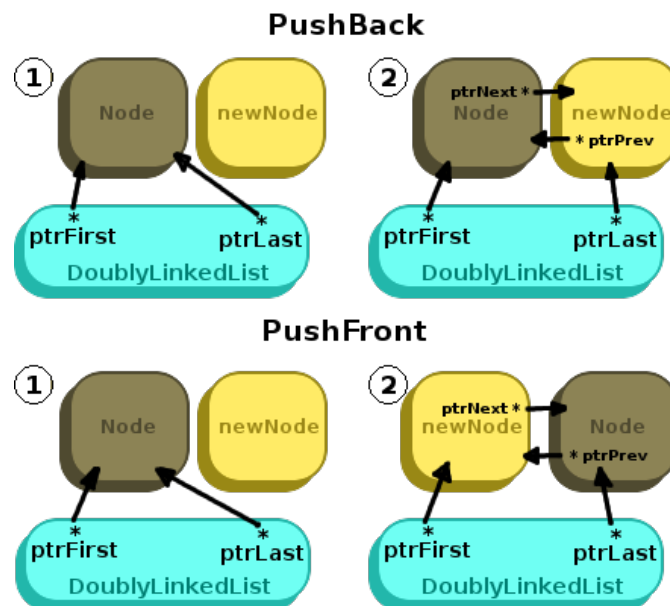 PushBack
1
Node
newNode
*
*
ptrFirst
ptrLast
DoublyLinkedList
2
ptrNext *
Node
newNode
* ptrPrev
*
*
ptrFirst
ptrLast
DoublyLinkedList
PushFront
1
Node
newNode
*
*
ptrFirst
ptrLast
DoublyLinkedList
2
ptrNext *
newNode
Node
* ptrPrev
*
*
ptrFirst
ptrLast
DoublyLinkedList